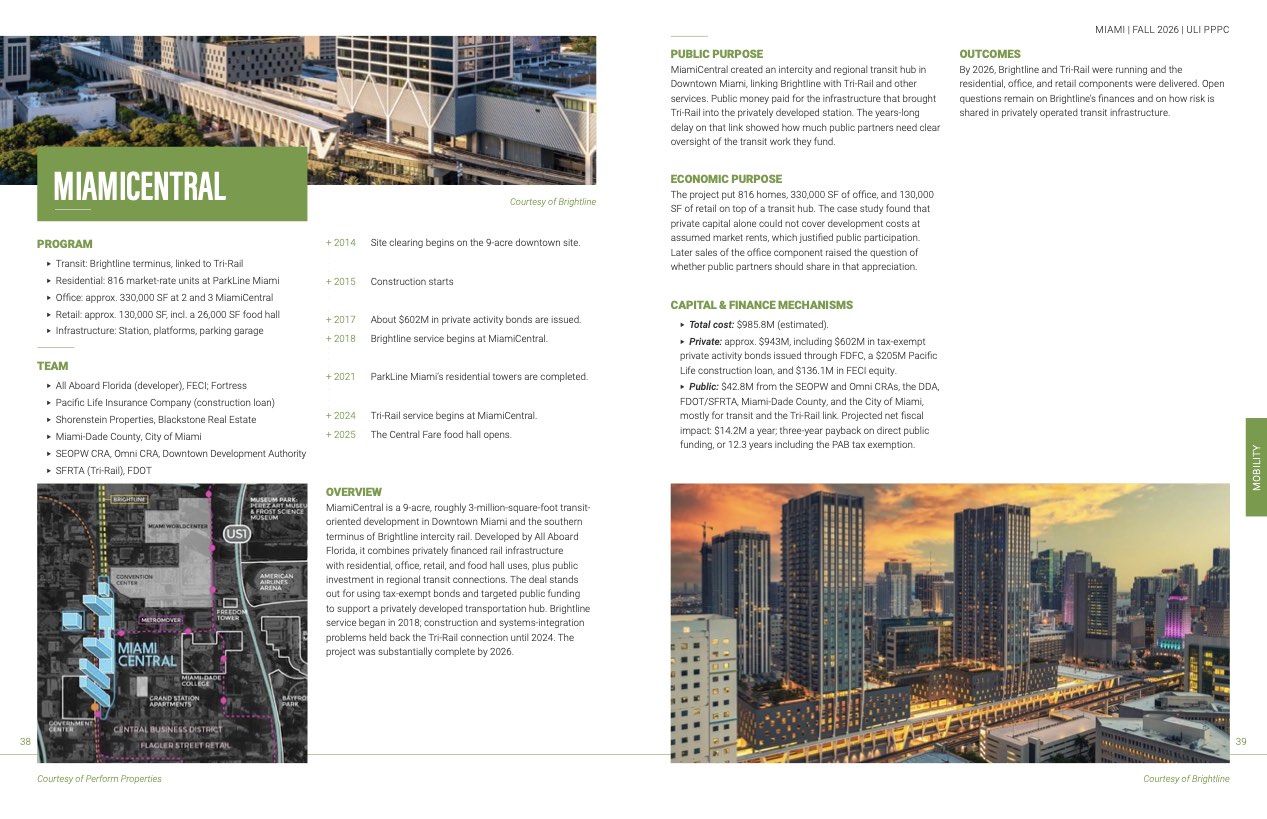 MIAMICENTRAL
Courtesy of Brightline
PROGRAM
▸ Transit: Brightline terminus, linked to Tri-Rail
▸ Residential: 816 market-rate units at ParkLine Miami
▸ Office: approx. 330,000 SF at 2 and 3 MiamiCentral
▸ Retail: approx. 130,000 SF, incl. a 26,000 SF food hall
▸ Infrastructure: Station, platforms, parking garage
TEAM
▸ All Aboard Florida (developer), FECI; Fortress
▸ Pacific Life Insurance Company (construction loan)
▸ Shorenstein Properties, Blackstone Real Estate
▸ Miami-Dade County, City of Miami
▸ SEOPW CRA, Omni CRA, Downtown Development Authority
▸ SFRTA (Tri-Rail), FDOT
+ 2014 Site clearing begins on the 9-acre downtown site.
+ 2015 Construction starts
+ 2017 About $602M in private activity bonds are issued.
+ 2018 Brightline service begins at MiamiCentral.
+ 2021 ParkLine Miami's residential towers are completed.
+ 2024 Tri-Rail service begins at MiamiCentral.
+ 2025 The Central Fare food hall opens.
BRIGHTLINE
MUSEUM PARK:
PEREZ ART MUSEU
& FROST SCIENCE
MUSEUM
MIAMI WORLDCENTER
US1
CONVENTION
CENTER
AMERICAN
AIRLINES
ARENA
FREEDOM
TOWER
METROMOVER
MIAMI
CENTRAL
MIAMI-DADE
COLLEGE
GRAND STATION
APARTMENTS
BAYFRO
GOVERNMENT
CENTER
CENTRAL BUSINESS DISTRICT
FLAGLER STREET RETAIL
38
Courtesy of Perform Properties
OVERVIEW
MiamiCentral is a 9-acre, roughly 3-million-square-foot transit-
oriented development in Downtown Miami and the southern
terminus of Brightline intercity rail. Developed by All Aboard
Florida, it combines privately financed rail infrastructure
with residential, office, retail, and food hall uses, plus public
investment in regional transit connections. The deal stands
out for using tax-exempt bonds and targeted public funding
to support a privately developed transportation hub. Brightline
service began in 2018; construction and systems-integration
problems held back the Tri-Rail connection until 2024. The
project was substantially complete by 2026.
MIAMI | FALL 2026 | ULI PPPC
PUBLIC PURPOSE
MiamiCentral created an intercity and regional transit hub in
Downtown Miami, linking Brightline with Tri-Rail and other
services. Public money paid for the infrastructure that brought
Tri-Rail into the privately developed station. The years-long
delay on that link showed how much public partners need clear
oversight of the transit work they fund.
ECONOMIC PURPOSE
The project put 816 homes, 330,000 SF of office, and 130,000
SF of retail on top of a transit hub. The case study found that
private capital alone could not cover development costs at
assumed market rents, which justified public participation.
Later sales of the office component raised the question of
whether public partners should share in that appreciation.
CAPITAL & FINANCE MECHANISMS
▸ Total cost: $985.8M (estimated).
▸ Private: approx. $943M, including $602M in tax-exempt
private activity bonds issued through FDFC, a $205M Pacific
Life construction loan, and $136.1M in FECI equity.
▸ Public: $42.8M from the SEOPW and Omni CRAs, the DDA,
FDOT/SFRTA, Miami-Dade County, and the City of Miami,
mostly for transit and the Tri-Rail link. Projected net fiscal
impact: $14.2M a year; three-year payback on direct public
funding, or 12.3 years including the PAB tax exemption.
OUTCOMES
By 2026, Brightline and Tri-Rail were running and the
residential, office, and retail components were delivered. Open
questions remain on Brightline's finances and on how risk is
shared in privately operated transit infrastructure.
MOBILITY
39
Courtesy of Brightline